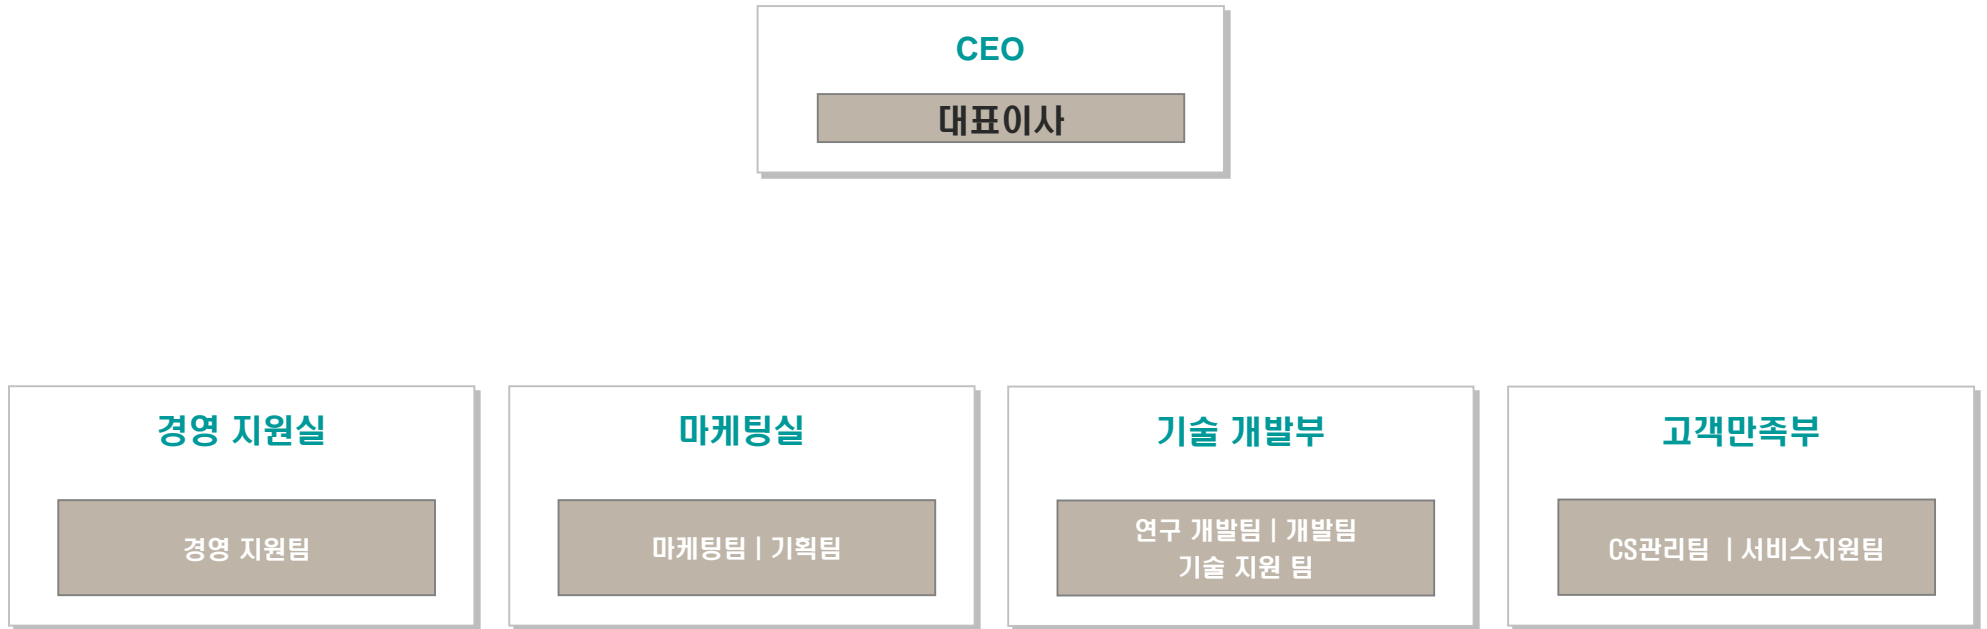 CEO
대표이사
경영 지원실
마케팅실
기술 개발부
고객만족부
경영 지원팀
마케팅팀 | 기획팀
연구 개발팀 | 개발팀
기술 지원 팀
CS관리팀 | 서비스지원팀